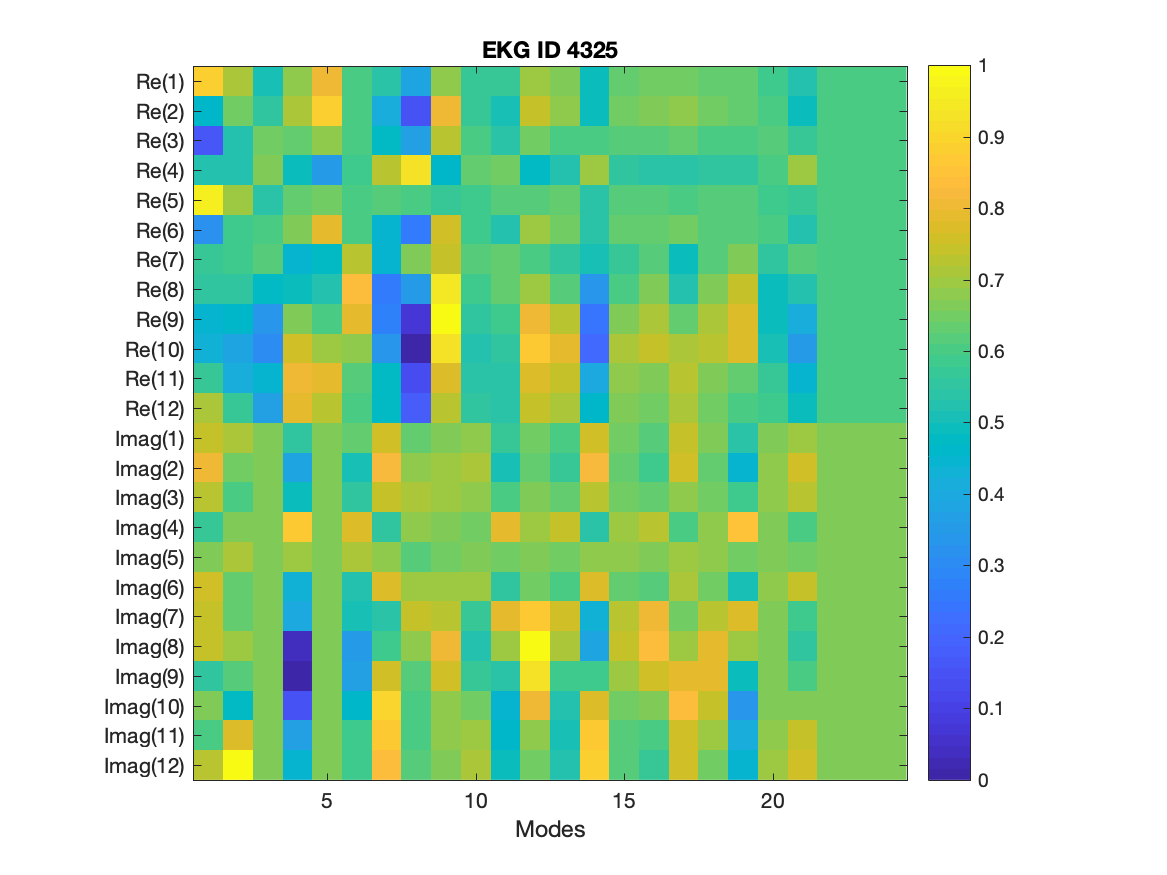 EKG ID 4325
Re(1)
Re(2)
Re(3)
Re(4)
Re(5)
Re(6)
Re(7)
Re(8)
Re(9)
Re(10)
Re(11)
Re(12)
Imag(1)
Imag(2)
Imag(3)
Imag(4)
Imag(5)
Imag(6)
Imag(7)
Imag(8)
Imag(9)
Imag(10)
Imag(11)
Imag(12)
5 10 15 20
Modes
1
0.9
0.8
0.7
0.6
0.5
0.4
0.3
0.2
0.1
0